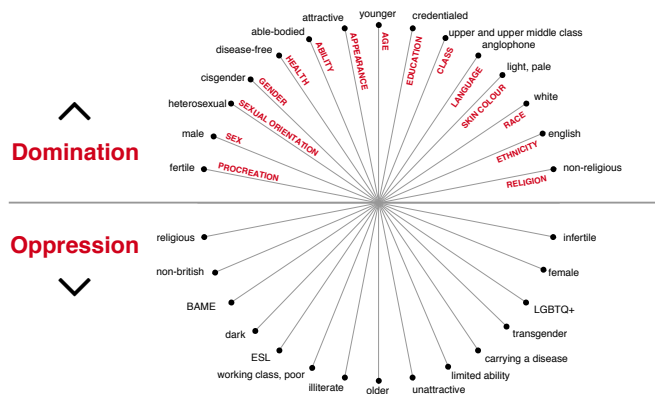 younger
attractive
credentialed
able-bodied
upper and upper middle class
disease-free
anglophone
cisgender
light, pale
heterosexual
white
male
english
fertile
non-religious
AGE
APPEARANCE
EDUCATION
ABILITY
CLASS
HEALTH
LANGUAGE
GENDER
SKIN COLOUR
SEXUAL ORIENTATION
RACE
SEX
ETHNICITY
PROCREATION
RELIGION
Domination
Oppression
religious
infertile
non-british
female
BAME
LGBTQ+
dark
transgender
ESL
carrying a disease
working class, poor
limited ability
illiterate
older
unattractive